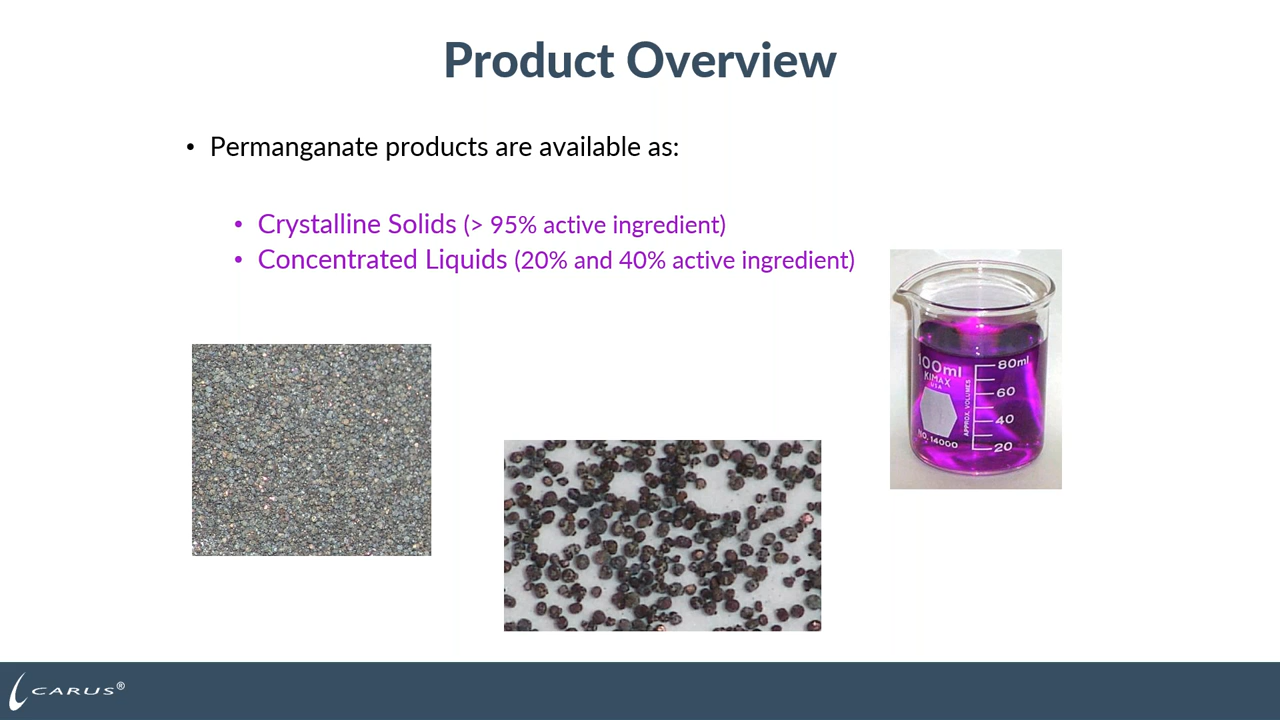 Product Overview
• Permanganate products are available as:
• Crystalline Solids (> 95% active ingredient)
• Concentrated Liquids (20% and 40% active ingredient)
100ml
KIMAX
USA
APPROX. VOLUMES
NO. 14000
80ml
60
40
20
CARUS®